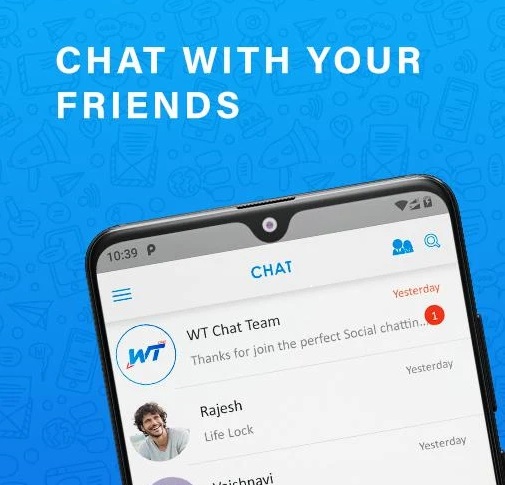 CHAT WITH YOUR
FRIENDS
10:39
CHAT
Yesterday
WT Chat Team
WT
Thanks for join the perfect Social chattin...
1
Yesterday
Rajesh
Life Lock
Yesterday
Vaishnavi